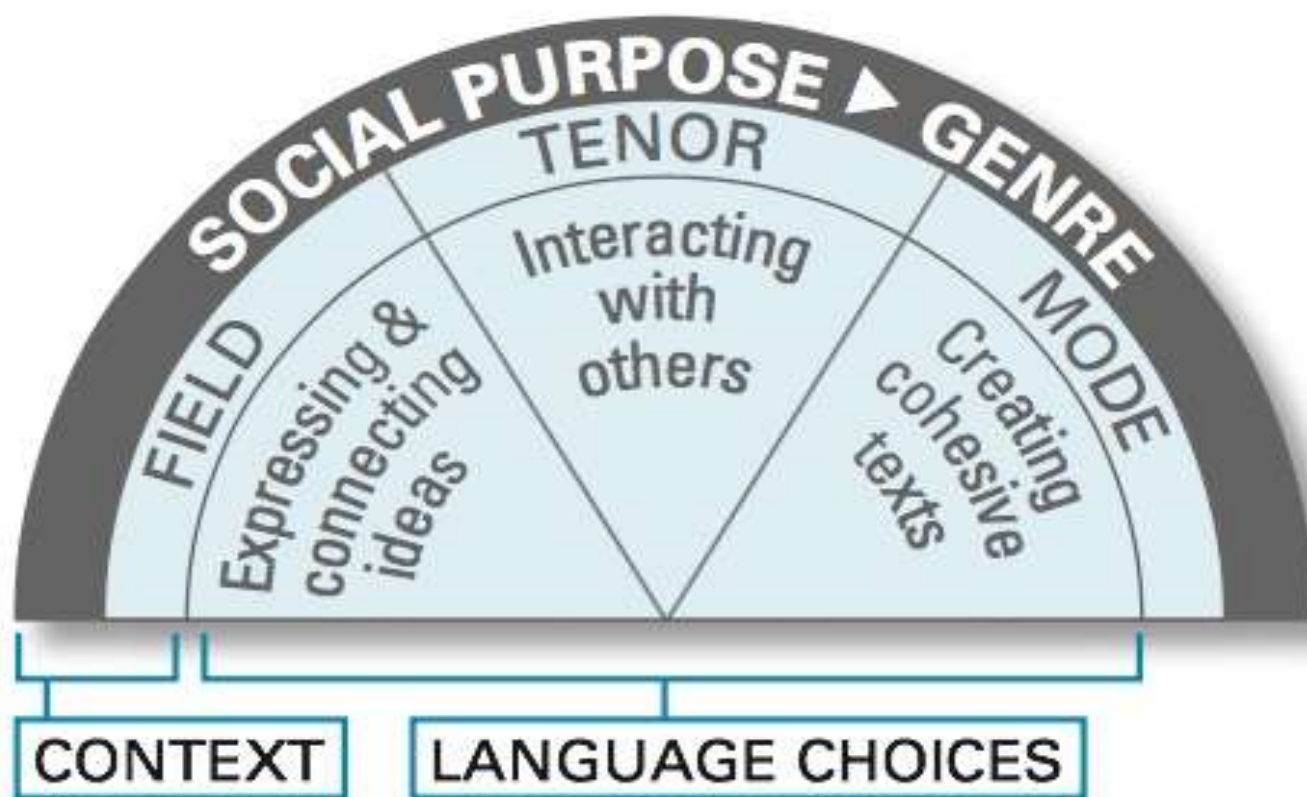 SOCIAL PURPOSE ▶ GENRE
FIELD
TENOR
MODE
Expressing &
connecting
ideas
Interacting
with
others
Creating
cohesive
texts
CONTEXT
LANGUAGE CHOICES